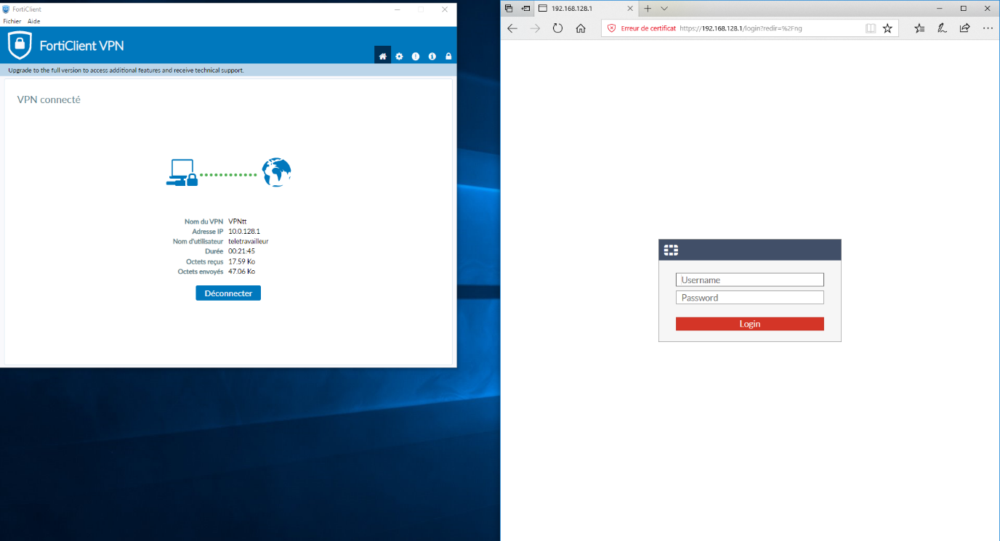 FortiClient
Fichier Aide
FortiClient VPN
Upgrade to the full version to access additional features and receive technical support.
VPN connecté
Nom du VPN VPNtt
Adresse IP 10.0.128.1
Nom d'utilisateur teletravailleur
Durée 00:21:45
Octets reçus 17.59 Ko
Octets envoyés 47.06 Ko
Déconnecter
192.168.128.1
Erreur de certificat https://192.168.128.1/login?redir=%2Fng
Username
Password
Login